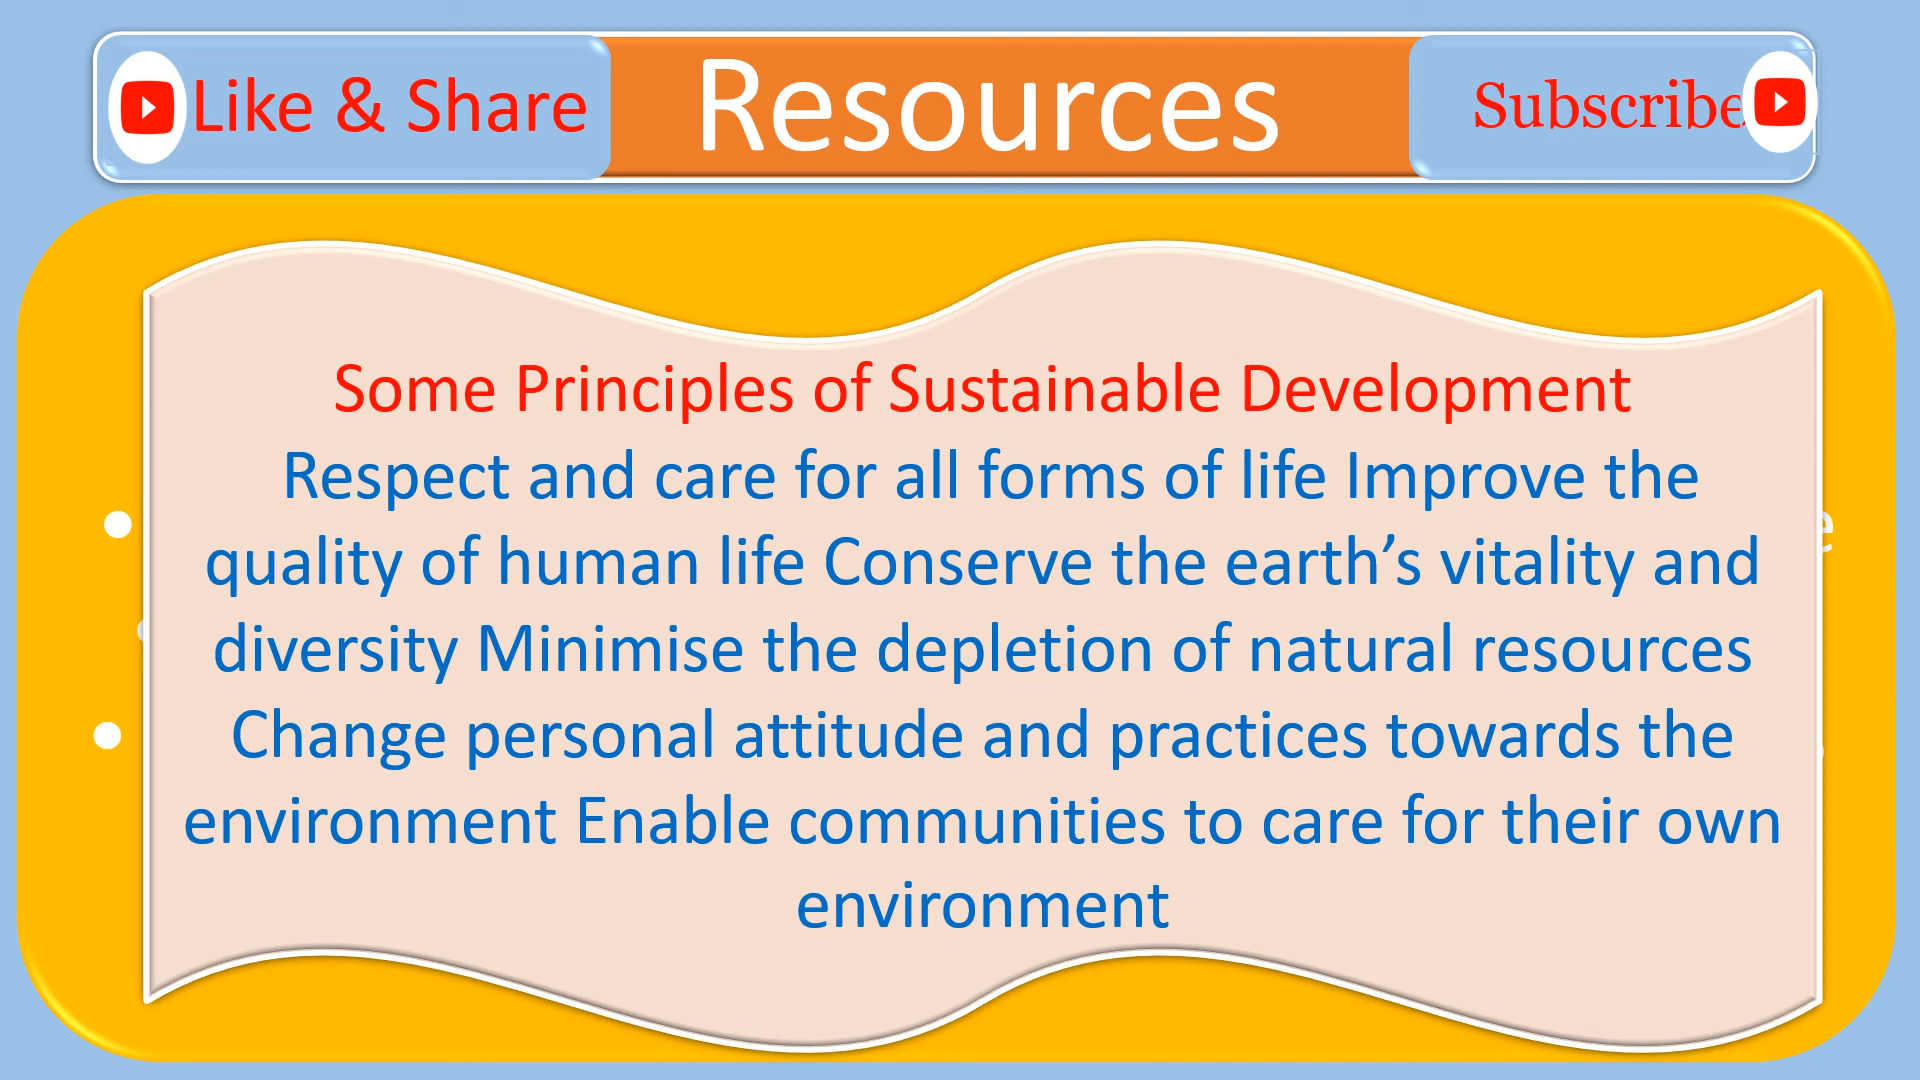 Like & Share
Resources
Subscribe
Some Principles of Sustainable Development
Respect and care for all forms of life Improve the
quality of human life Conserve the earth’s vitality and
diversity Minimise the depletion of natural resources
Change personal attitude and practices towards the
environment Enable communities to care for their own
environment